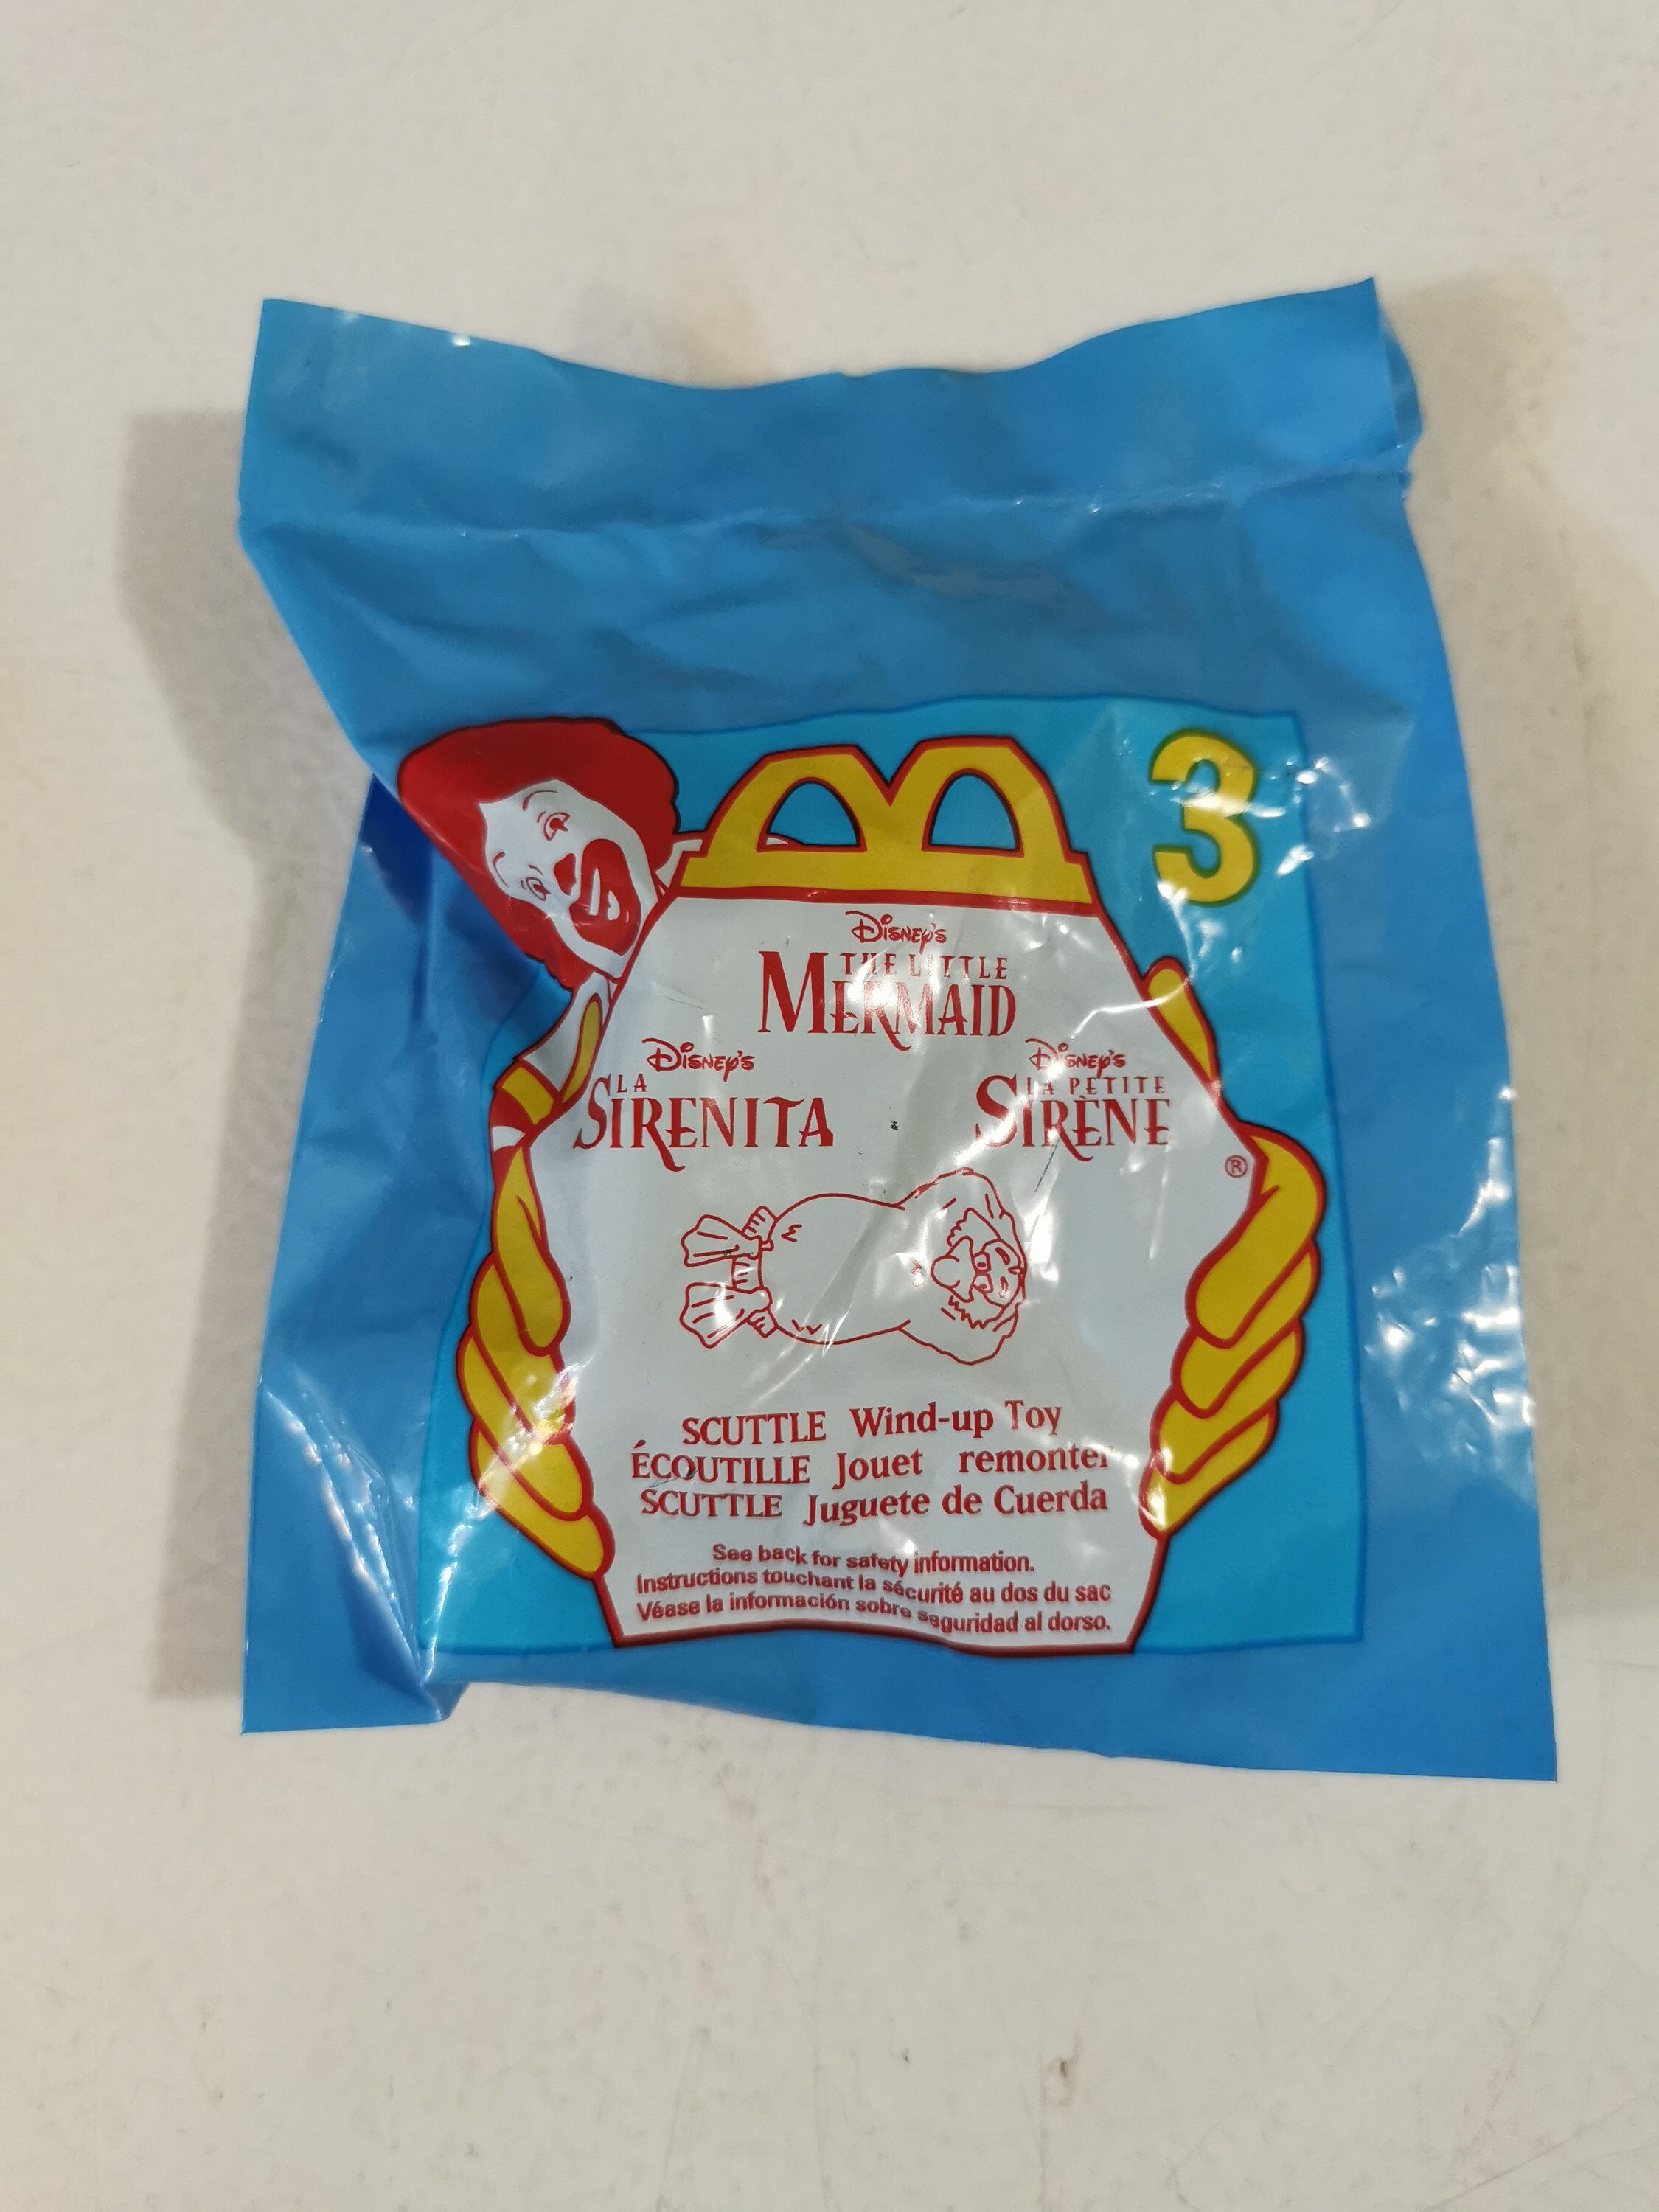 3
Disney's
THE LITTLE
MERMAID
Disney's
LA
SIRENITA
Disney's
LA PETITE
SIRÈNE
®
SCUTTLE Wind-up Toy
ÉCOUTILLE Jouet remonter
SCUTTLE Juguete de Cuerda
See back for safety information.
Instructions touchant la sécurité au dos du sac
Véase la información sobre seguridad al dorso.